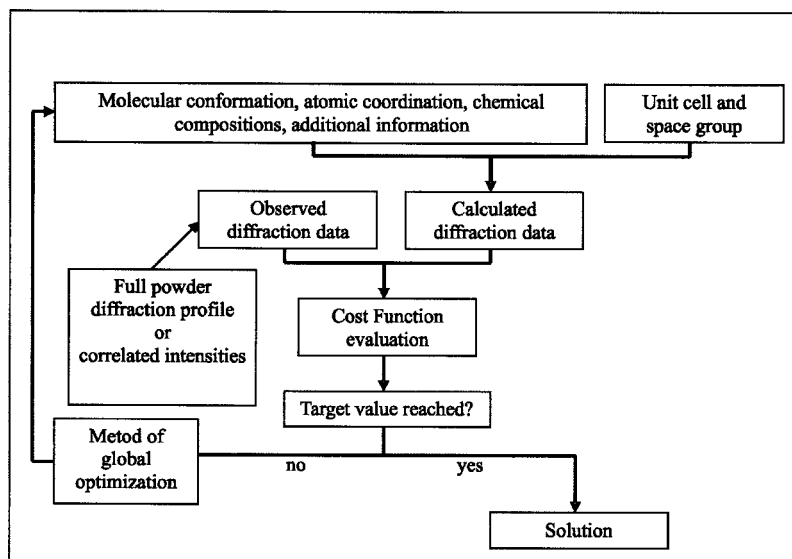 Molecular conformation, atomic coordination, chemical
compositions, additional information
Unit cell and
space group
Observed
diffraction data
Calculated
diffraction data
Full powder
diffraction profile
or
correlated intensities
Cost Function
evaluation
Target value reached?
Metod of
global
optimization
no
yes
Solution